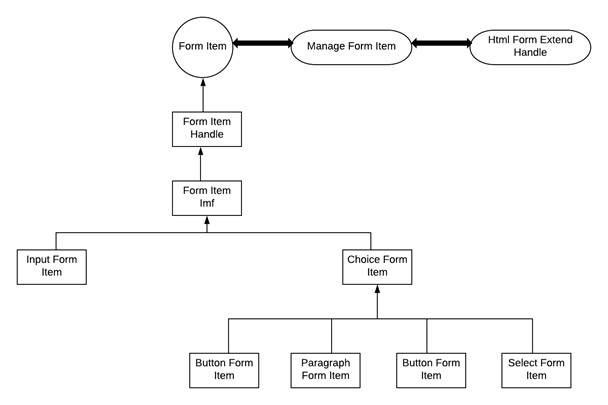 Form Item
Manage Form Item
Html Form Extend
Handle
Form Item
Handle
Form Item
Imf
Input Form
Item
Choice Form
Item
Button Form
Item
Paragraph
Form Item
Button Form
Item
Select Form
Item